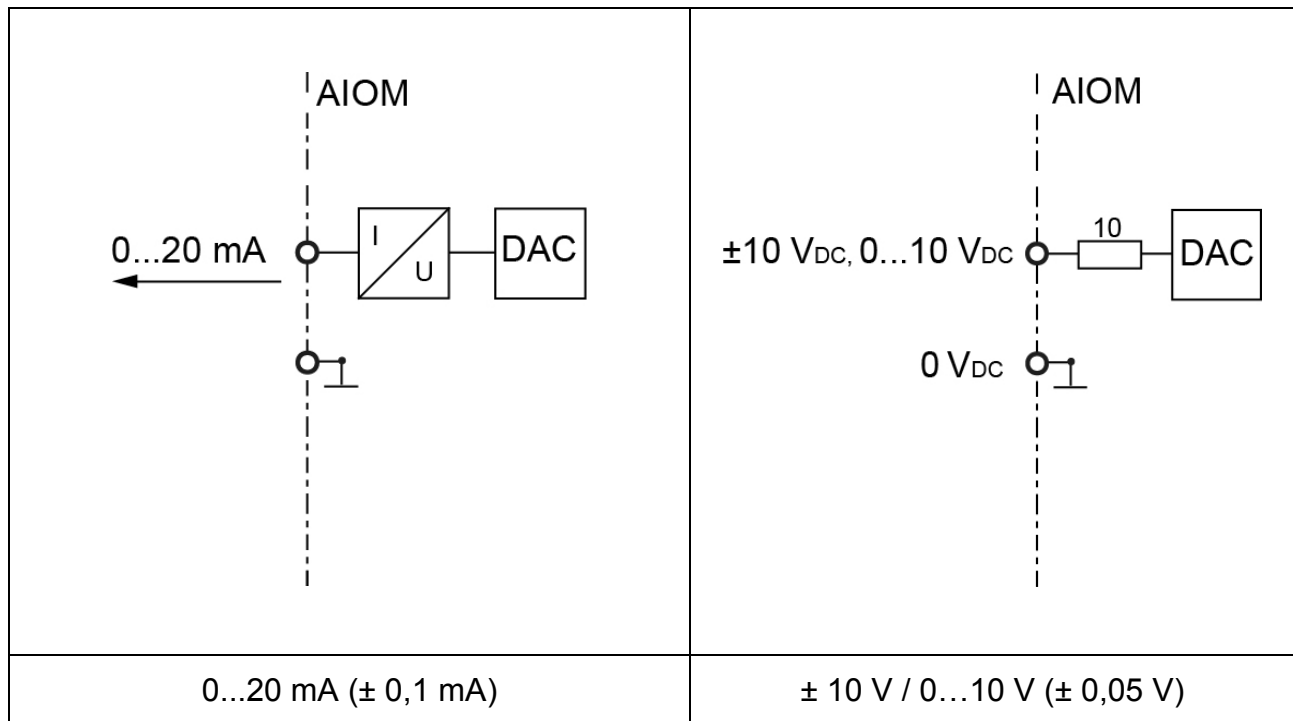 AIOM
0...20 mA
I
U
DAC
0...20 mA (± 0,1 mA)
AIOM
±10 VDC, 0...10 VDC
10
DAC
0 VDC
± 10 V / 0…10 V (± 0,05 V)